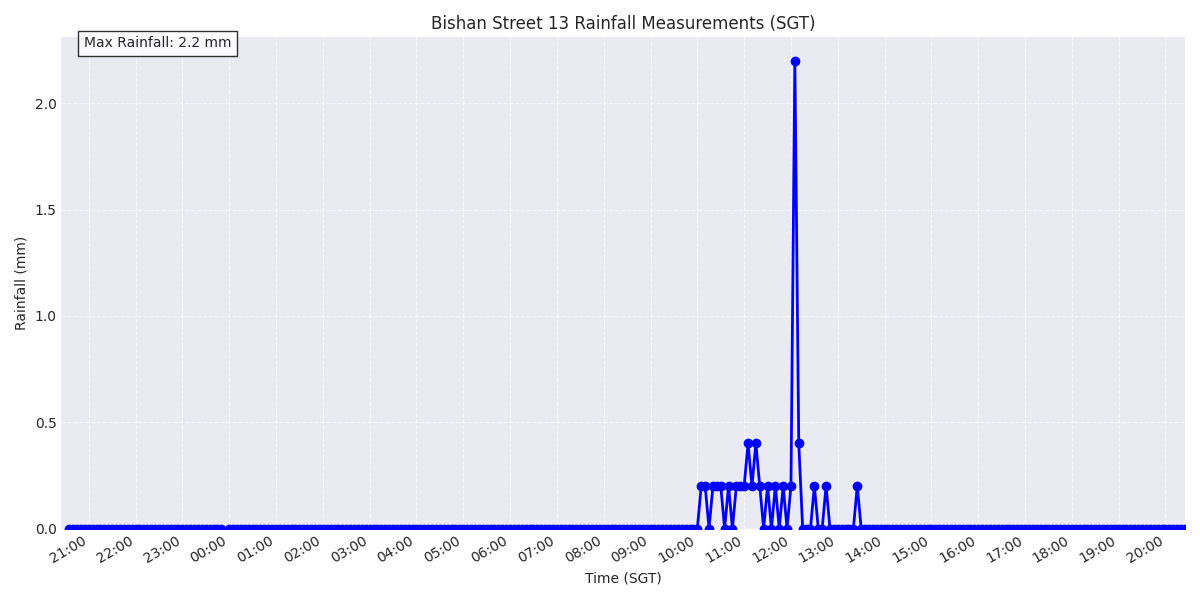 Bishan Street 13 Rainfall Measurements (SGT)
Max Rainfall: 2.2 mm
2.0
1.5
1.0
0.5
0.0
Rainfall (mm)
21:00 22:00 23:00 00:00 01:00 02:00 03:00 04:00 05:00 06:00 07:00 08:00 09:00 10:00 11:00 12:00 13:00 14:00 15:00 16:00 17:00 18:00 19:00 20:00
Time (SGT)